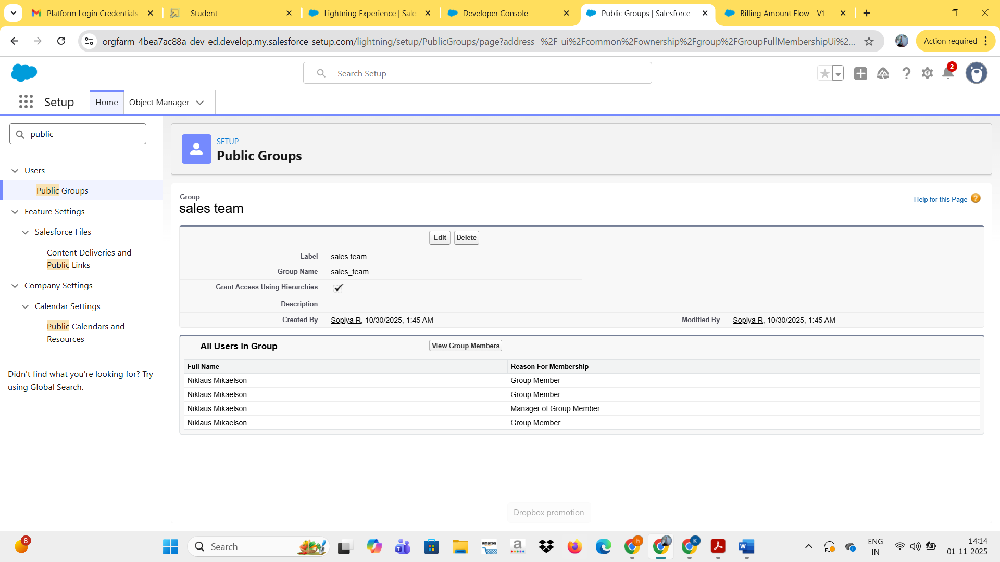 Platform Login Credentials
- Student
Lightning Experience | Sale
Developer Console
Public Groups | Salesforce
Billing Amount Flow - V1
orgfarm-4bea7ac88a-dev-ed.develop.my.salesforce-setup.com/lightning/setup/PublicGroups/page?address=%2F_ui%2Fcommon%2Fownership%2Fgroup%2FGroupFullMembershipUi%2...
Action required
Search Setup
2
Setup
Home
Object Manager
public
Users
Public Groups
Feature Settings
Salesforce Files
Content Deliveries and
Public Links
Company Settings
Calendar Settings
Public Calendars and
Resources
Didn't find what you're looking for? Try
using Global Search.
SETUP
Public Groups
Group
sales team
Help for this Page
Edit Delete
Label sales team
Group Name sales_team
Grant Access Using Hierarchies
Description
Created By Sopiya R, 10/30/2025, 1:45 AM Modified By Sopiya R, 10/30/2025, 1:45 AM
All Users in Group View Group Members
Full Name Reason For Membership
Niklaus Mikaelson Group Member
Niklaus Mikaelson Group Member
Niklaus Mikaelson Manager of Group Member
Niklaus Mikaelson Group Member
Dropbox promotion
8
Search
amazon
a
h
K
ENG
IN
14:14
01-11-2025